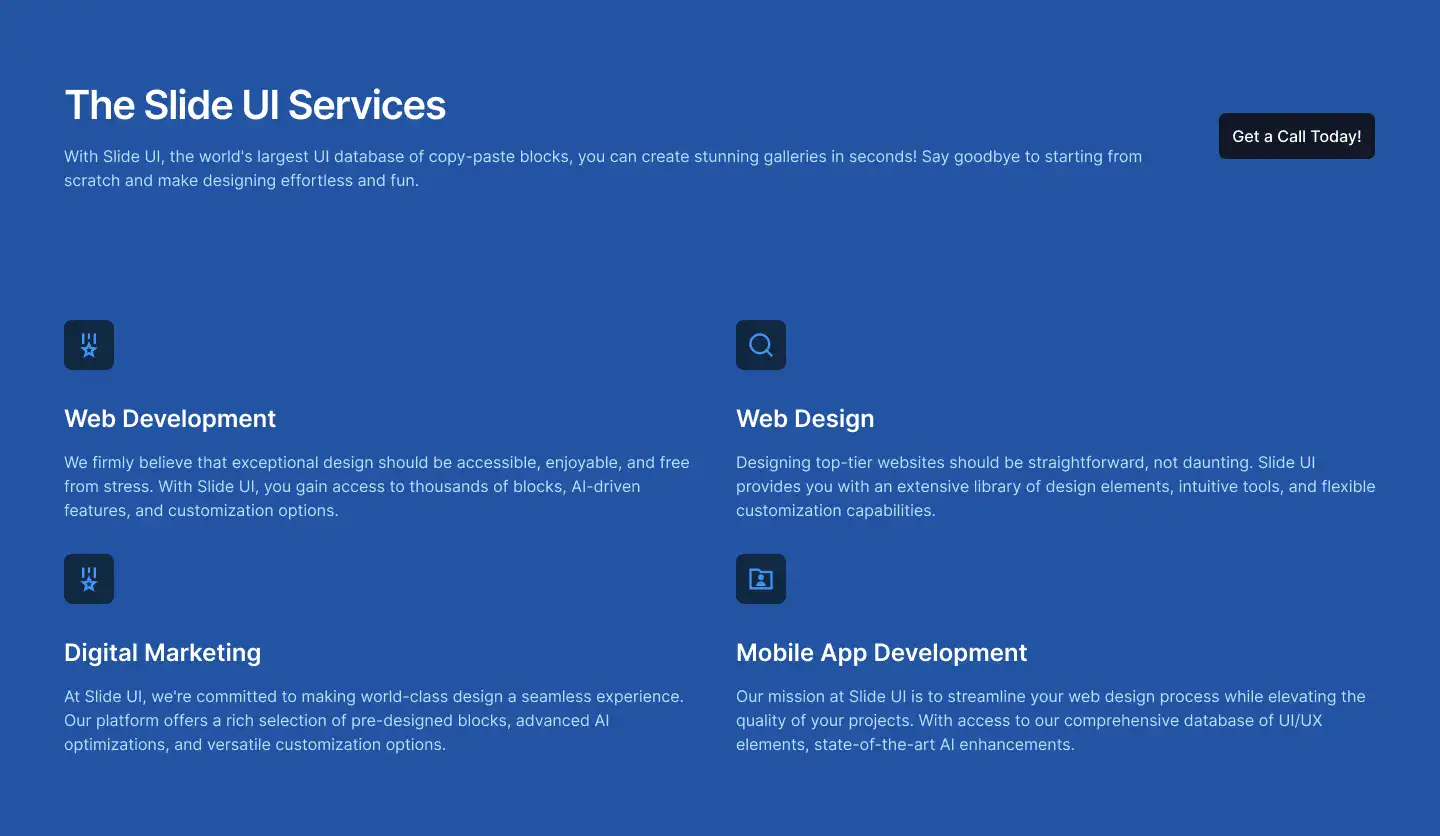 The Slide UI Services
With Slide UI, the world's largest UI database of copy-paste blocks, you can create stunning galleries in seconds! Say goodbye to starting from
scratch and make designing effortless and fun.
Get a Call Today!
Web Development
We firmly believe that exceptional design should be accessible, enjoyable, and free
from stress. With Slide UI, you gain access to thousands of blocks, AI-driven
features, and customization options.
Web Design
Designing top-tier websites should be straightforward, not daunting. Slide UI
provides you with an extensive library of design elements, intuitive tools, and flexible
customization capabilities.
Digital Marketing
At Slide UI, we're committed to making world-class design a seamless experience.
Our platform offers a rich selection of pre-designed blocks, advanced AI
optimizations, and versatile customization options.
Mobile App Development
Our mission at Slide UI is to streamline your web design process while elevating the
quality of your projects. With access to our comprehensive database of UI/UX
elements, state-of-the-art AI enhancements.